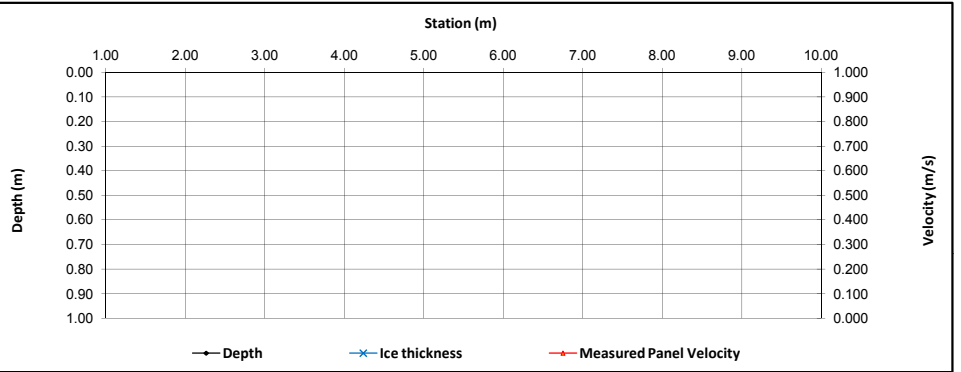 Station (m)
1.00 2.00 3.00 4.00 5.00 6.00 7.00 8.00 9.00 10.00
0.00 1.000
0.10 0.900
0.20 0.800
0.30 0.700
0.40 0.600
0.50 0.500
0.60 0.400
0.70 0.300
0.80 0.200
0.90 0.100
1.00 0.000
Depth (m)
Velocity (m/s)
Depth Ice thickness Measured Panel Velocity